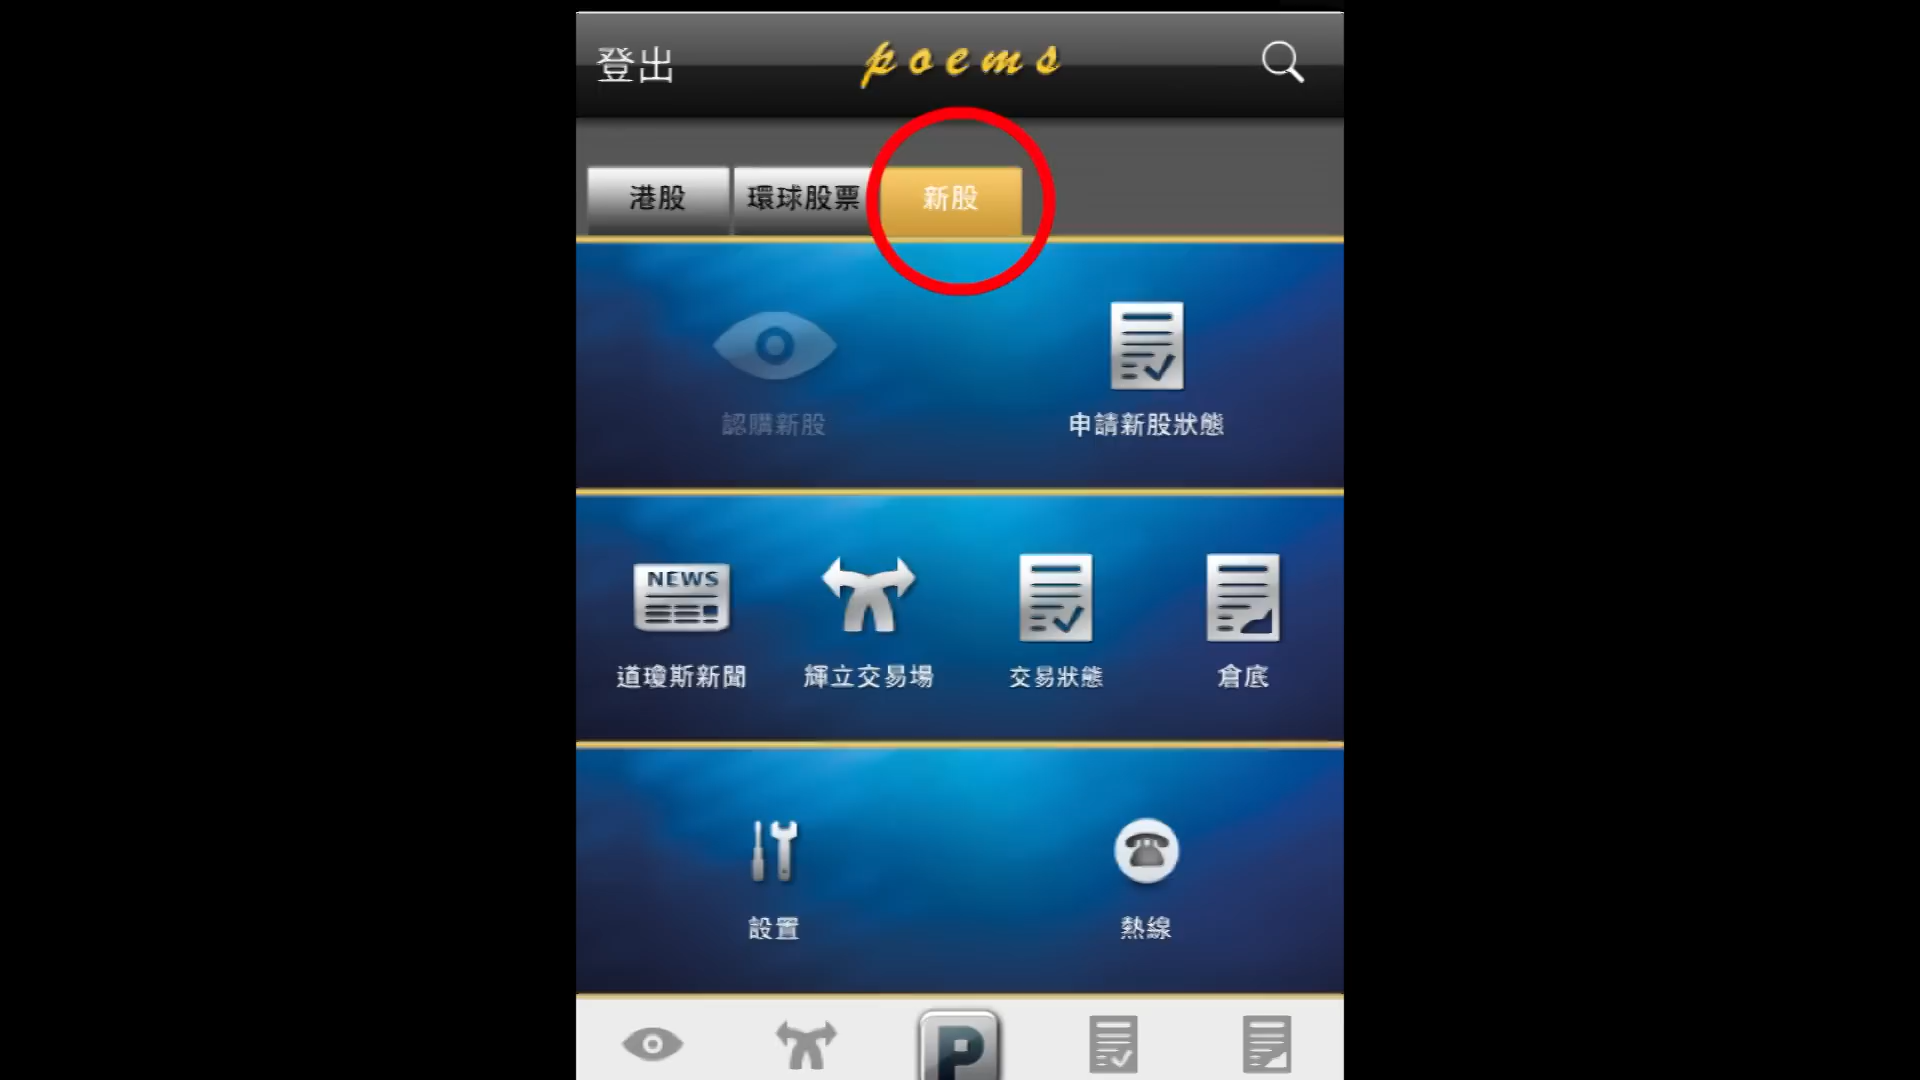 登出
poems
港股
環球股票
新股
認購新股
申請新股狀態
NEWS
道瓊斯新聞
輝立交易場
交易狀態
倉底
設置
熱線
P